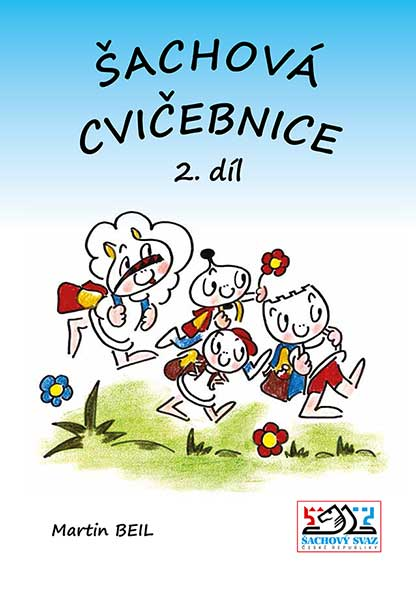 ŠACHOVÁ
CVIČEBNICE
2. díl
Martin BEIL
ŠACHOVÝ SVAZ
ČESKÉ REPUBLIKY